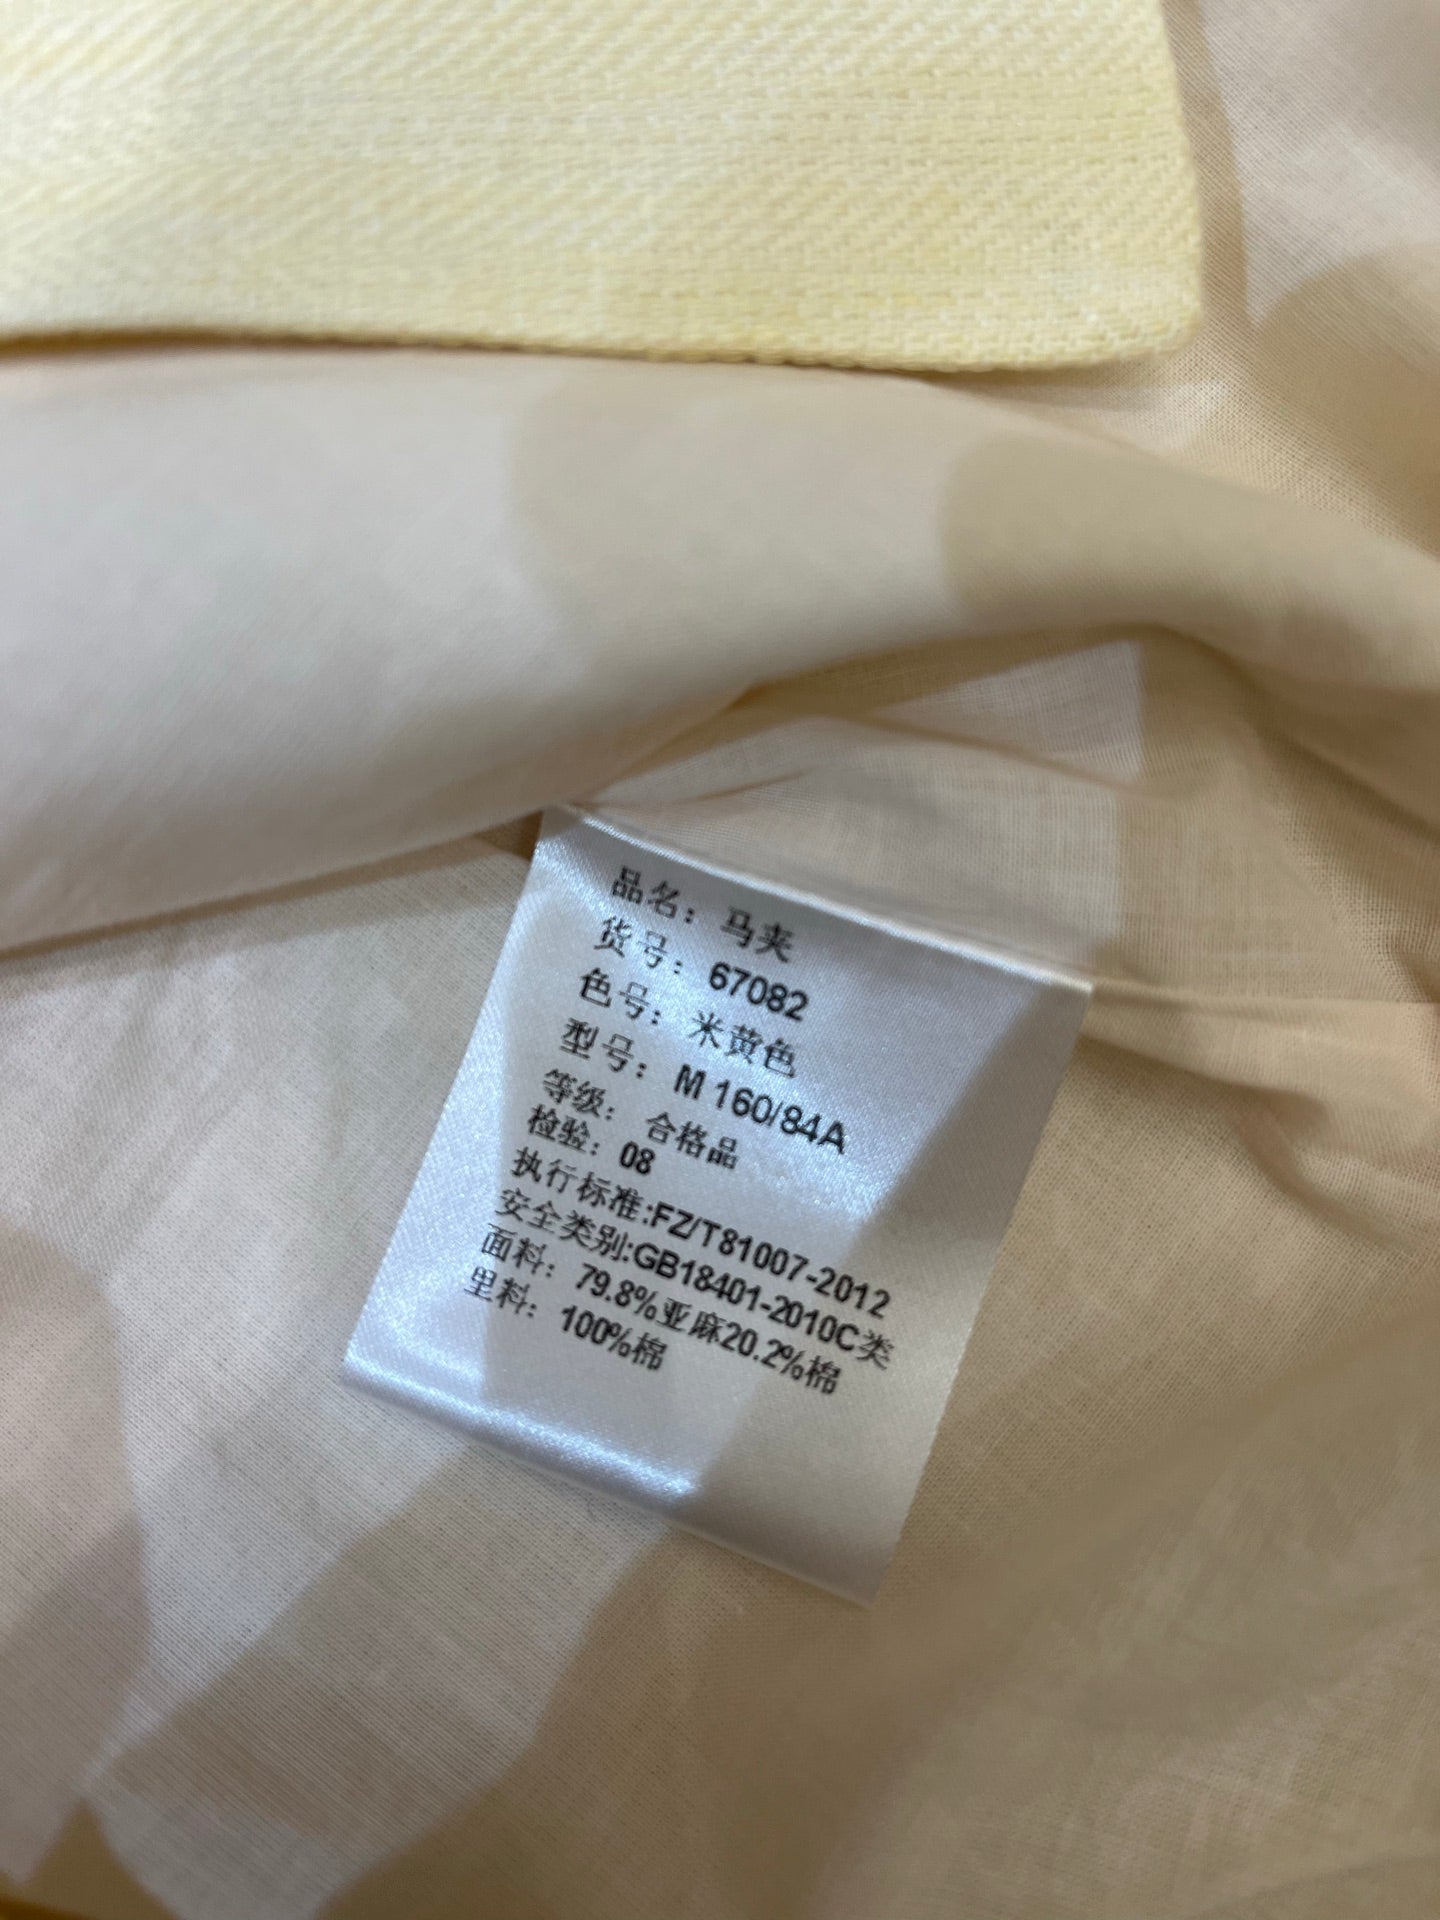 品名：马夹
货号：67082
色号：米黄色
型号：M 160/84A
等级：合格品
检验：08
执行标准:FZ/T81007-2012
安全类别:GB18401-2010C类
面料：79.8%亚麻20.2%棉
里料：100%棉